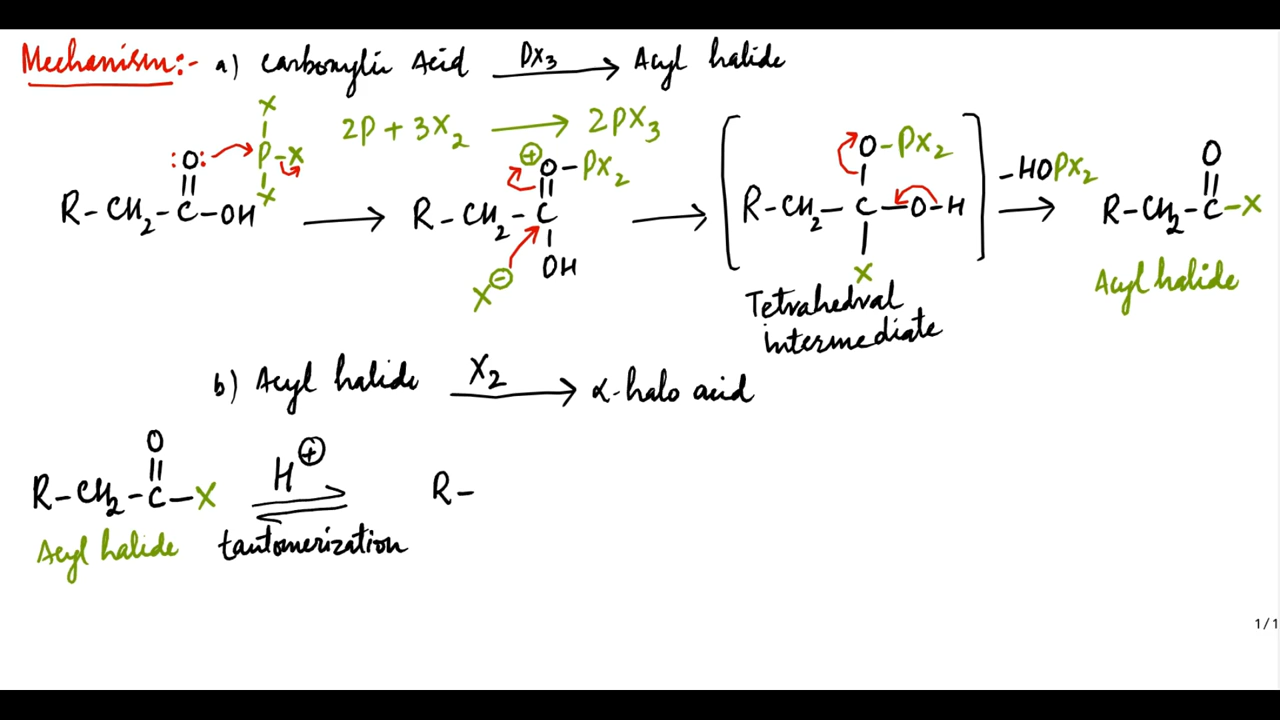 Mechanism:- a) Carboxylic Acid PX3 → Acyl halide
2P + 3X2 → 2PX3
X
:O: P-X
X
R-CH2-C-OH →
⊕
O-PX2
R-CH2-C
OH
X⊖
→
O-PX2
R-CH2-C-O-H
X
Tetrahedral
intermediate
-HOPX2
→
O
R-CH2-C-X
Acyl halide
b) Acyl halide X2 → α-halo acid
O
R-CH2-C-X H⊕ ⇌ R-
Acyl halide tautomerization
1/1